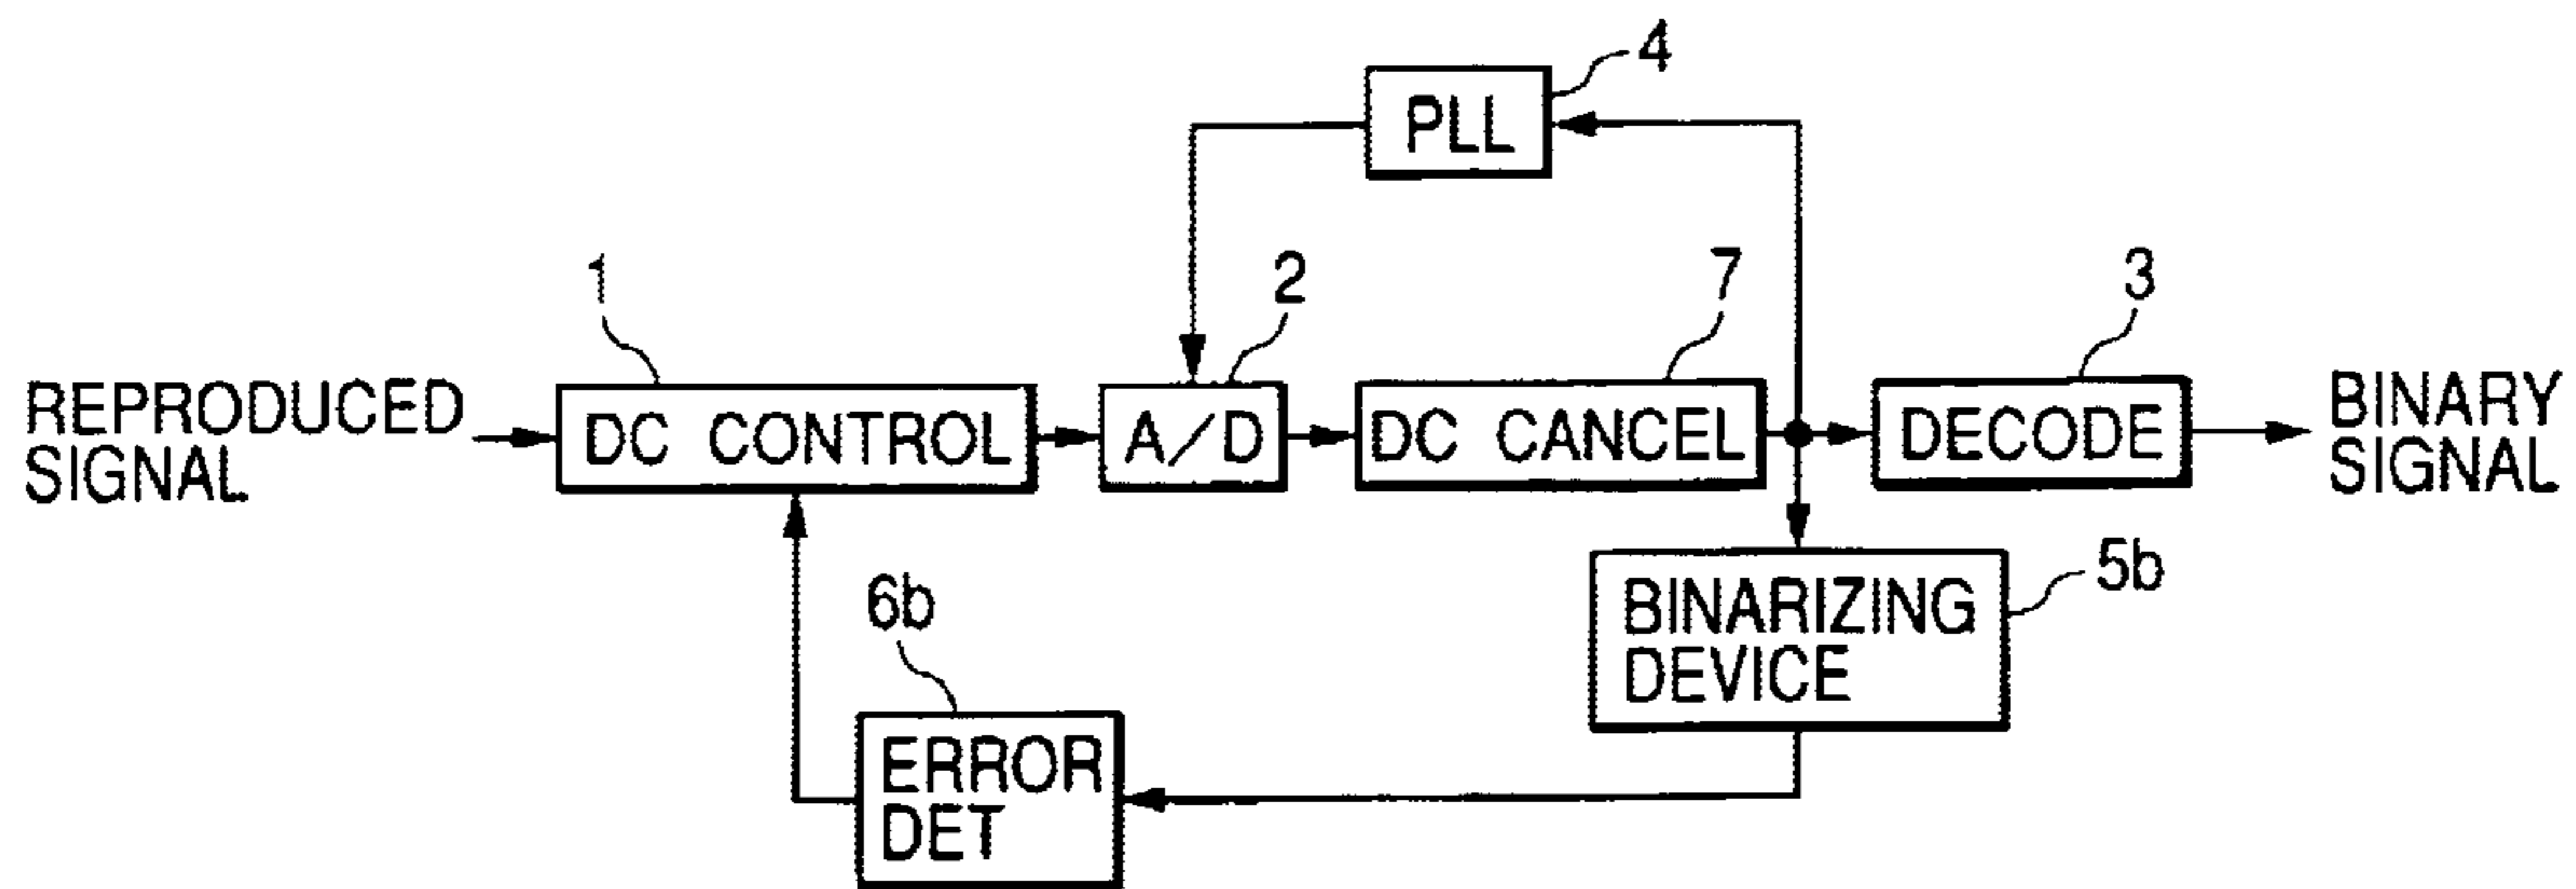 4
PLL
1
2
7
3
REPRODUCED
SIGNAL
DC CONTROL
A/D
DC CANCEL
DECODE
BINARY
SIGNAL
5b
BINARIZING
DEVICE
6b
ERROR
DET